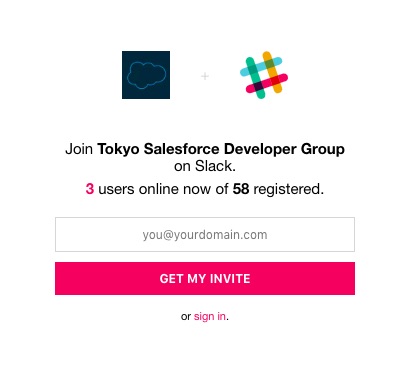 +
Join Tokyo Salesforce Developer Group
on Slack.
3 users online now of 58 registered.
you@yourdomain.com
GET MY INVITE
or sign in.